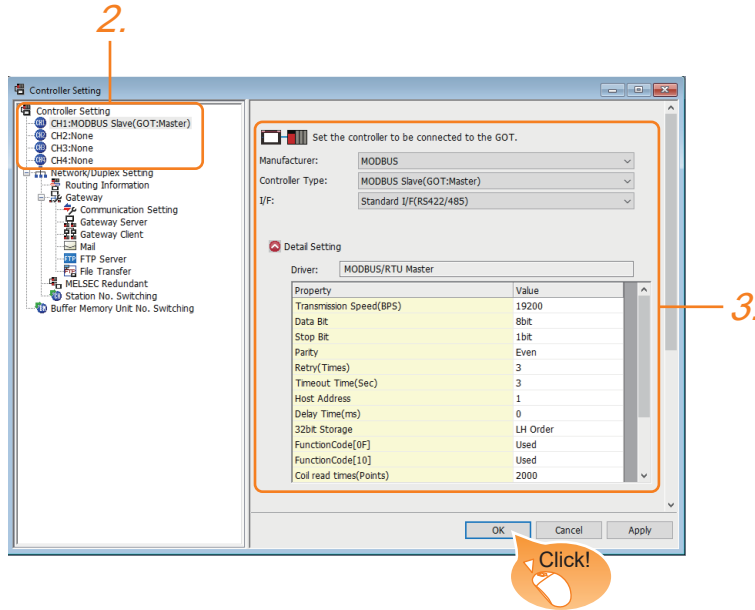 2.
Controller Setting
Controller Setting
CH1:MODBUS Slave(GOT:Master)
CH2:None
CH3:None
CH4:None
Network/Duplex Setting
Routing Information
Gateway
Communication Setting
Gateway Server
Gateway Client
Mail
FTP Server
File Transfer
MELSEC Redundant
Station No. Switching
Buffer Memory Unit No. Switching
Set the controller to be connected to the GOT.
Manufacturer: MODBUS
Controller Type: MODBUS Slave(GOT:Master)
I/F: Standard I/F(RS422/485)
Detail Setting
Driver: MODBUS/RTU Master
Property Value
Transmission Speed(BPS) 19200
Data Bit 8bit
Stop Bit 1bit
Parity Even
Retry(Times) 3
Timeout Time(Sec) 3
Host Address 1
Delay Time(ms) 0
32bit Storage LH Order
FunctionCode[0F] Used
FunctionCode[10] Used
Coil read times(Points) 2000
3.
OK Cancel Apply
Click!